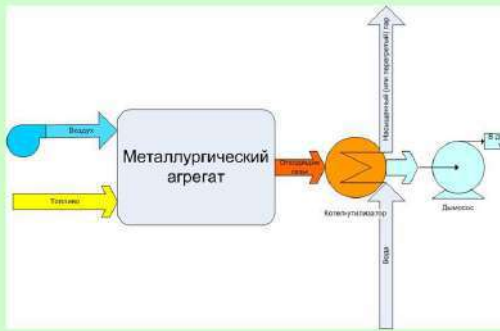 Насыщенный (или перегретый) пар
Воздух
Металлургический
агрегат
Отходящие
газы
Топливо
Котел-утилизатор
Дымосос
Вода